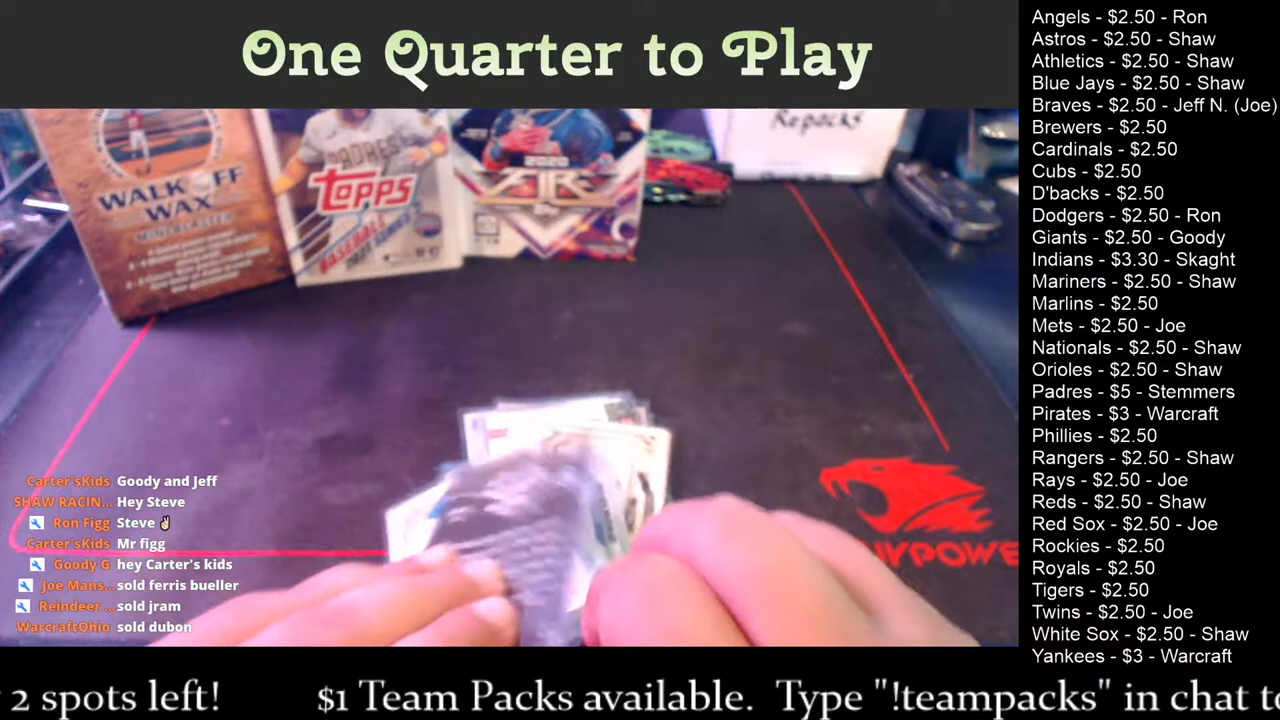 One Quarter to Play
Repacks
WALK OFF
WAX
MINI BLASTER
PADRES
topps
BASEBALL
2020
FIRE
Carter'sKids Goody and Jeff
SHAW RACIN... Hey Steve
Ron Figg Steve✌🏻
Carter'sKids Mr figg
Goody G hey Carter's kids
Joe Mans... sold ferris bueller
Reindeer ... sold jram
WarcraftOhio sold dubon
2 spots left! $1 Team Packs available. Type "!teampacks" in chat to
Angels - $2.50 - Ron
Astros - $2.50 - Shaw
Athletics - $2.50 - Shaw
Blue Jays - $2.50 - Shaw
Braves - $2.50 - Jeff N. (Joe)
Brewers - $2.50
Cardinals - $2.50
Cubs - $2.50
D'backs - $2.50
Dodgers - $2.50 - Ron
Giants - $2.50 - Goody
Indians - $3.30 - Skaght
Mariners - $2.50 - Shaw
Marlins - $2.50
Mets - $2.50 - Joe
Nationals - $2.50 - Shaw
Orioles - $2.50 - Shaw
Padres - $5 - Stemmers
Pirates - $3 - Warcraft
Phillies - $2.50
Rangers - $2.50 - Shaw
Rays - $2.50 - Joe
Reds - $2.50 - Shaw
Red Sox - $2.50 - Joe
Rockies - $2.50
Royals - $2.50
Tigers - $2.50
Twins - $2.50 - Joe
White Sox - $2.50 - Shaw
Yankees - $3 - Warcraft